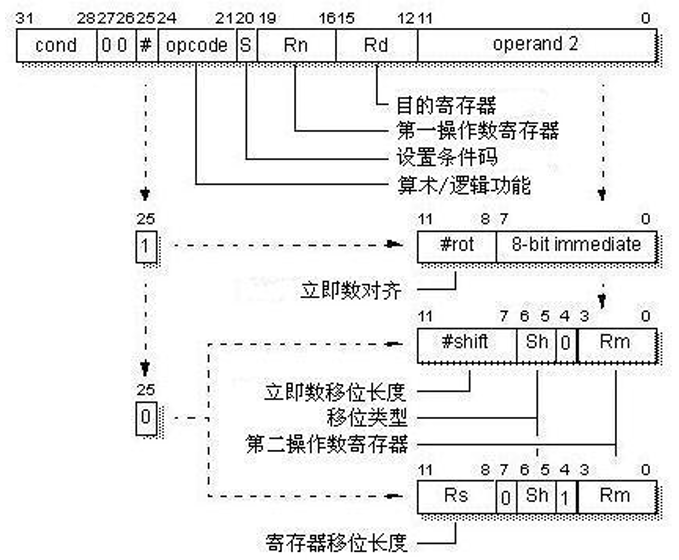 31 28 27 26 25 24 21 20 19 16 15 12 11 0
cond 0 0 # opcode S Rn Rd operand 2
目的寄存器
第一操作数寄存器
设置条件码
算术/逻辑功能
25 11 8 7 0
1 #rot 8-bit immediate
立即数对齐
11 7 6 5 4 3 0
#shift Sh 0 Rm
25
0
立即数移位长度
移位类型
第二操作数寄存器
11 8 7 6 5 4 3 0
Rs 0 Sh 1 Rm
寄存器移位长度